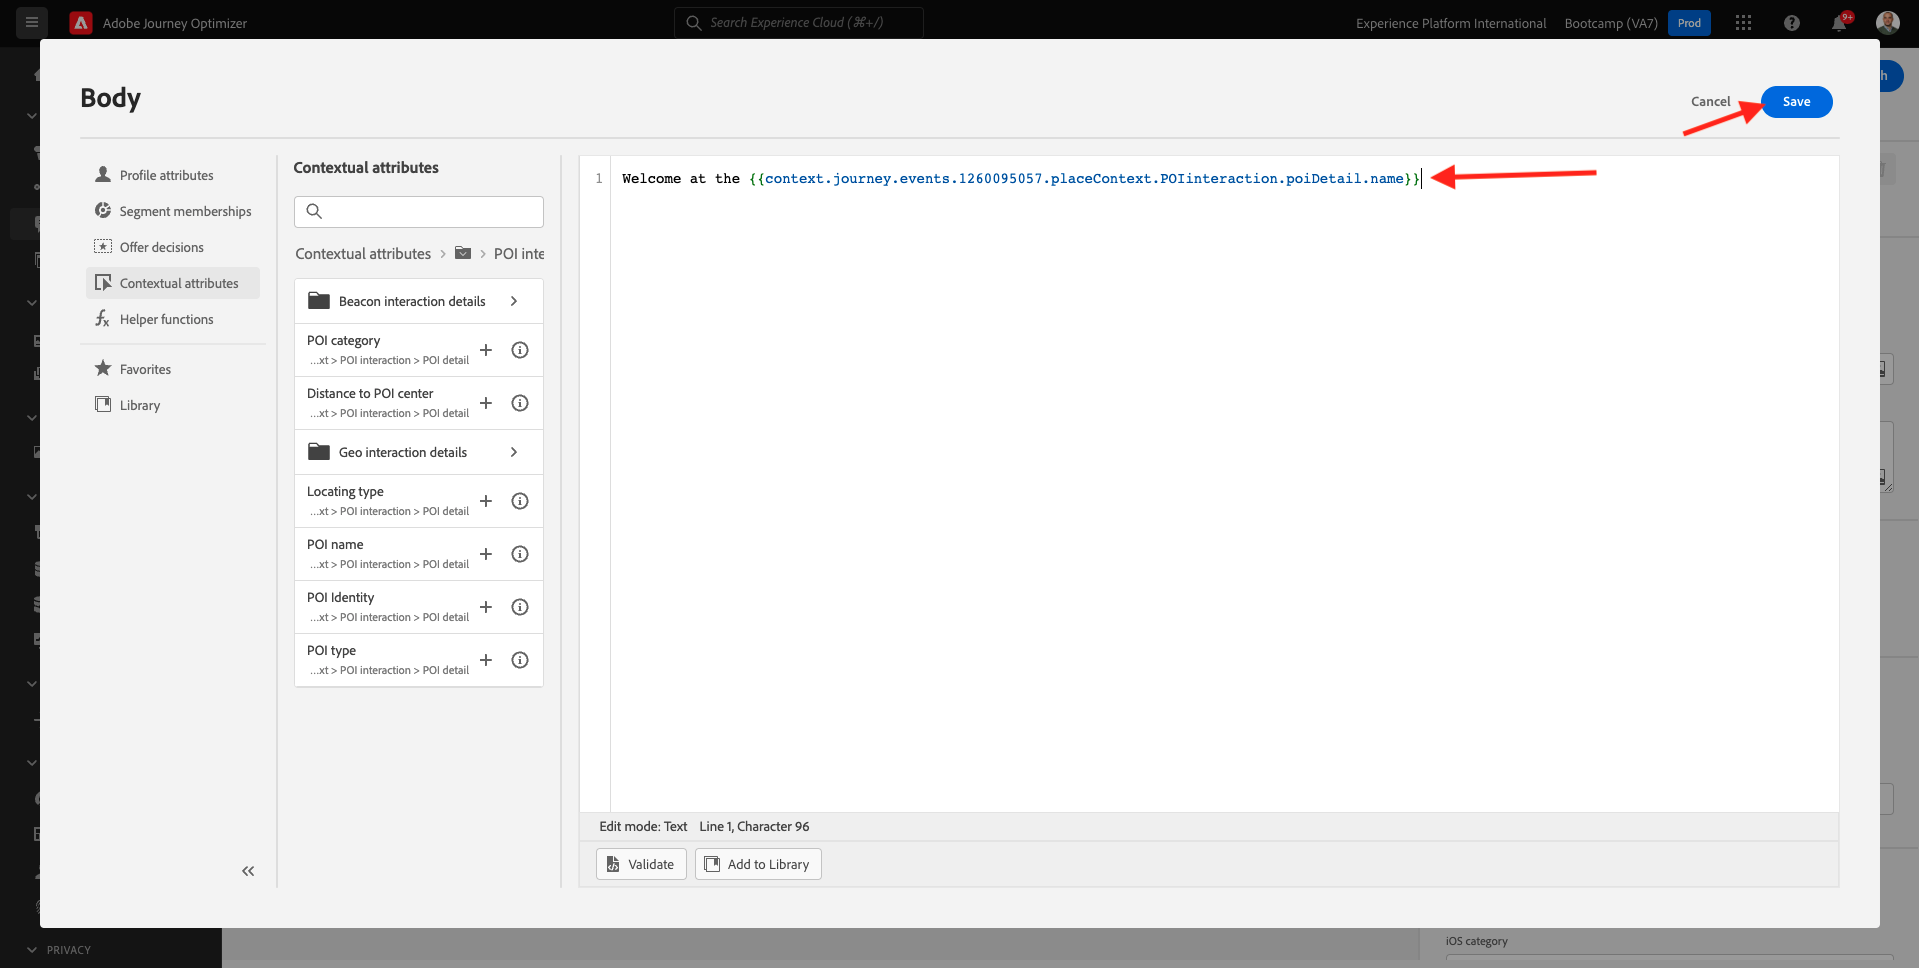 Adobe Journey Optimizer
Search Experience Cloud (⌘+/)
Experience Platform International
Bootcamp (VA7)
Prod
9+
Body
Cancel
Save
Profile attributes
Segment memberships
Offer decisions
Contextual attributes
Helper functions
Favorites
Library
Contextual attributes
Contextual attributes > > POI inte
Beacon interaction details
POI category
...xt > POI interaction > POI detail
Distance to POI center
...xt > POI interaction > POI detail
Geo interaction details
Locating type
...xt > POI interaction > POI detail
POI name
...xt > POI interaction > POI detail
POI Identity
...xt > POI interaction > POI detail
POI type
...xt > POI interaction > POI detail
1 Welcome at the {{context.journey.events.1260095057.placeContext.POIinteraction.poiDetail.name}}
Edit mode: Text Line 1, Character 96
Validate
Add to Library
PRIVACY
iOS category